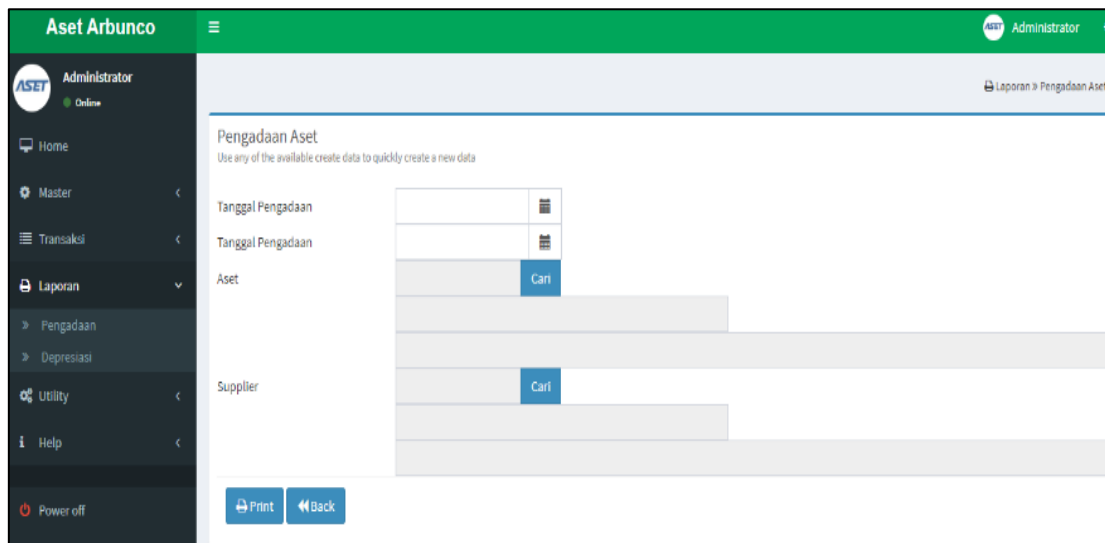 Aset Arbunco
ASET Administrator
ASET Administrator
Online
Laporan » Pengadaan Aset
Home
Master
Transaksi
Laporan
» Pengadaan
» Depresiasi
Utility
Help
Power off
Pengadaan Aset
Use any of the available create data to quickly create a new data
Tanggal Pengadaan
Tanggal Pengadaan
Aset Cari
Supplier Cari
Print Back